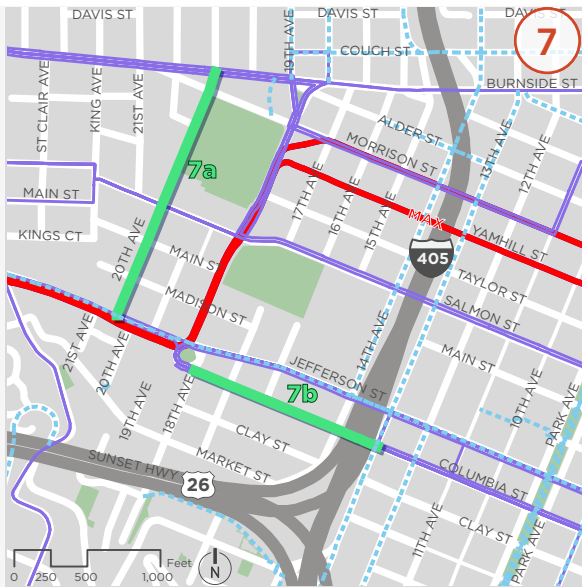 DAVIS ST
DAVIS ST
DAVIS ST
7
19TH AVE
COUCH ST
BURNSIDE ST
ST CLAIR AVE
KING AVE
21ST AVE
ALDER ST
MORRISON ST
13TH AVE
12TH AVE
7a
17TH AVE
16TH AVE
15TH AVE
MAIN ST
MAX
YAMHILL ST
KINGS CT
20TH AVE
MAIN ST
405
TAYLOR ST
SALMON ST
MADISON ST
14TH AVE
MAIN ST
21ST AVE
20TH AVE
JEFFERSON ST
19TH AVE
18TH AVE
7b
10TH AVE
PARK AVE
CLAY ST
MARKET ST
SUNSET HWY
26
COLUMBIA ST
11TH AVE
CLAY ST
PARK AVE
0 250 500 1,000 Feet
N